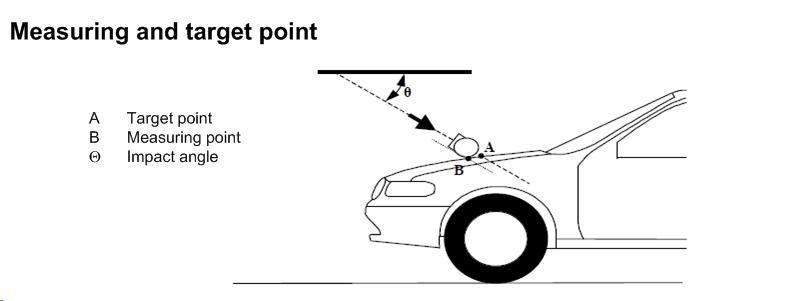 Measuring and target point
A Target point
B Measuring point
Θ Impact angle
θ
A
B